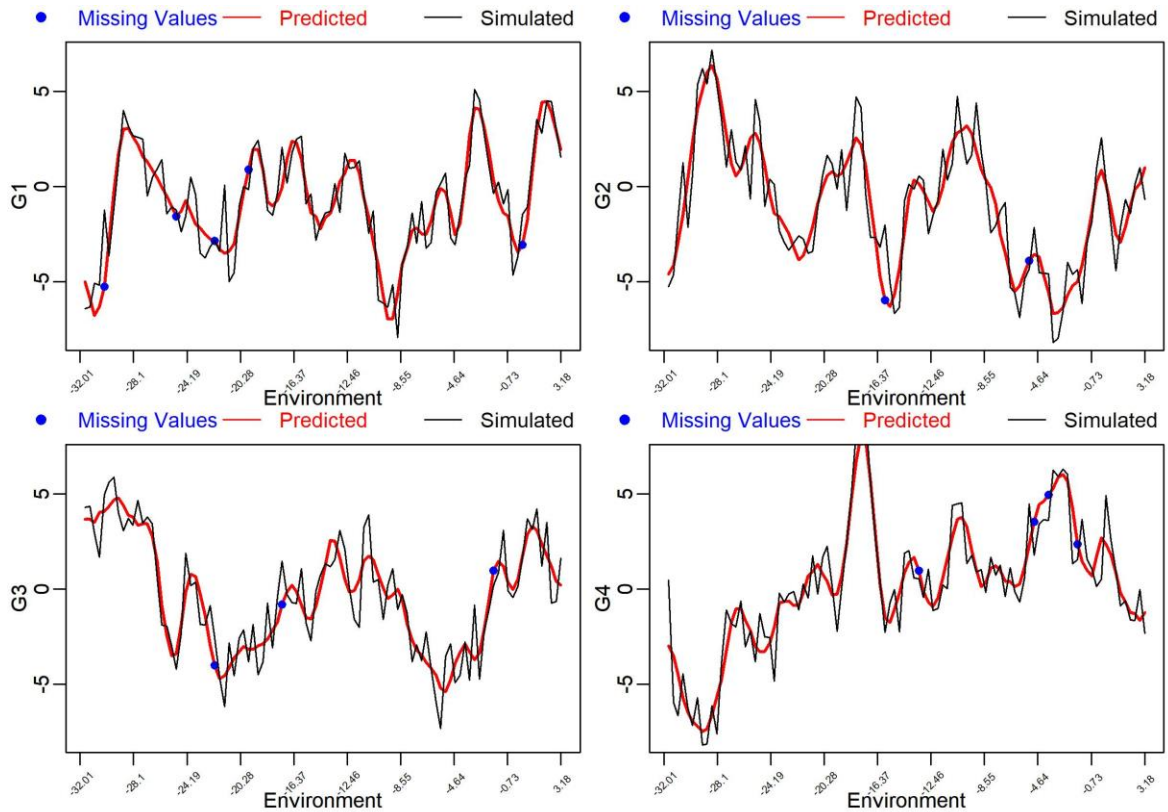 Missing Values Predicted Simulated
Missing Values Predicted Simulated
G1
5
0
-5
-32.01 -28.1 -24.19 -20.28 -16.37 -12.46 -8.55 -4.64 -0.73 3.18
Environment
G2
5
0
-5
-32.01 -28.1 -24.19 -20.28 -16.37 -12.46 -8.55 -4.64 -0.73 3.18
Environment
Missing Values Predicted Simulated
Missing Values Predicted Simulated
G3
5
0
-5
-32.01 -28.1 -24.19 -20.28 -16.37 -12.46 -8.55 -4.64 -0.73 3.18
Environment
G4
5
0
-5
-32.01 -28.1 -24.19 -20.28 -16.37 -12.46 -8.55 -4.64 -0.73 3.18
Environment